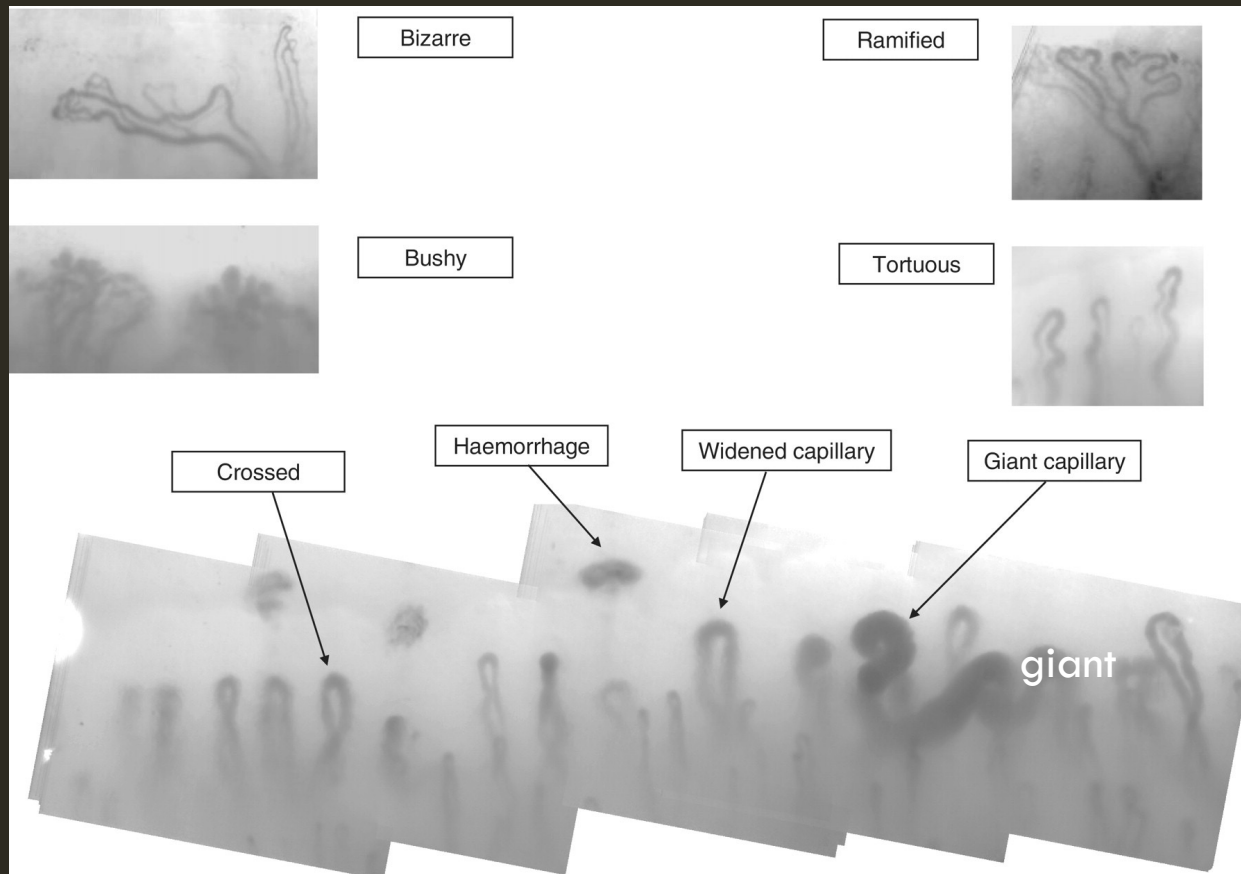 Bizarre
Ramified
Bushy
Tortuous
Haemorrhage
Widened capillary
Giant capillary
Crossed
giant